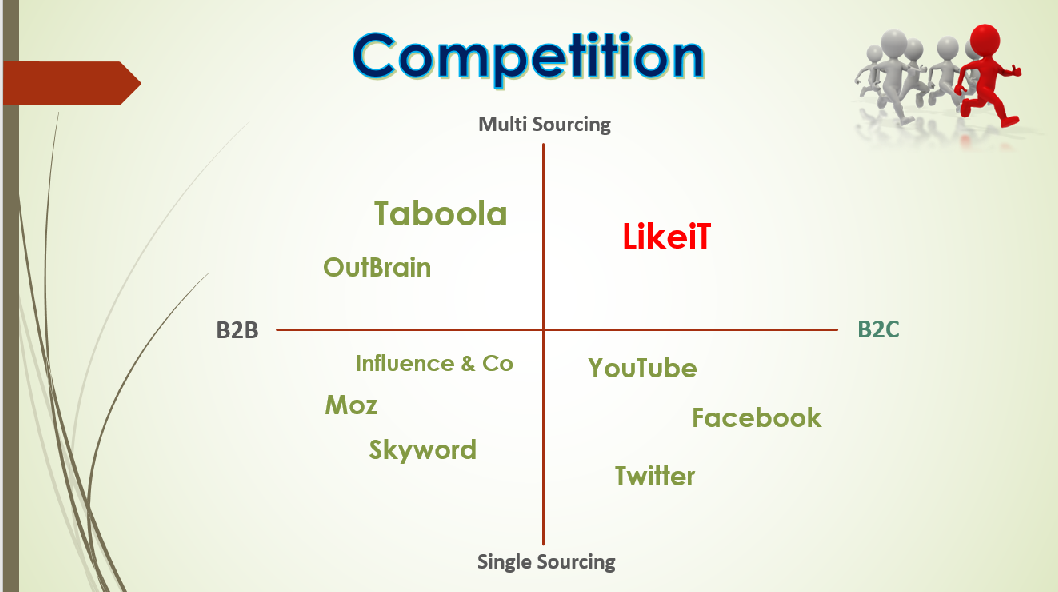 Competition
Multi Sourcing
Taboola
LikeiT
OutBrain
B2B
B2C
Influence & Co
YouTube
Moz
Facebook
Skyword
Twitter
Single Sourcing